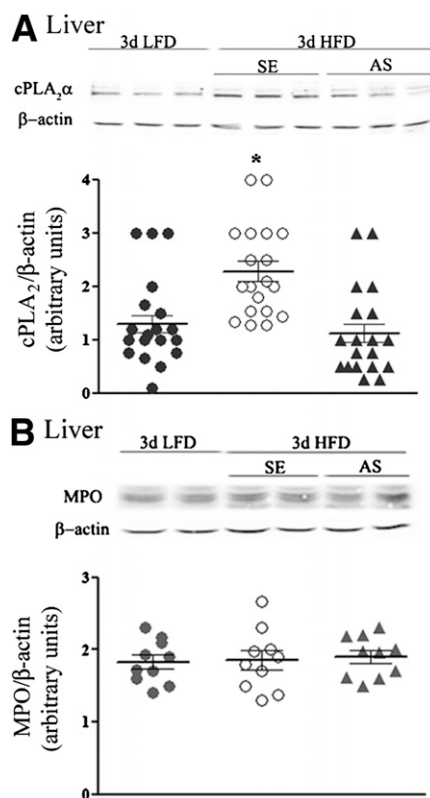 A Liver
3d LFD 3d HFD
SE AS
cPLA₂α
β-actin
*
4
3
2
1
0
cPLA₂/β-actin
(arbitrary units)
B Liver
3d LFD 3d HFD
SE AS
MPO
β-actin
3
2
1
0
MPO/β-actin
(arbitrary units)